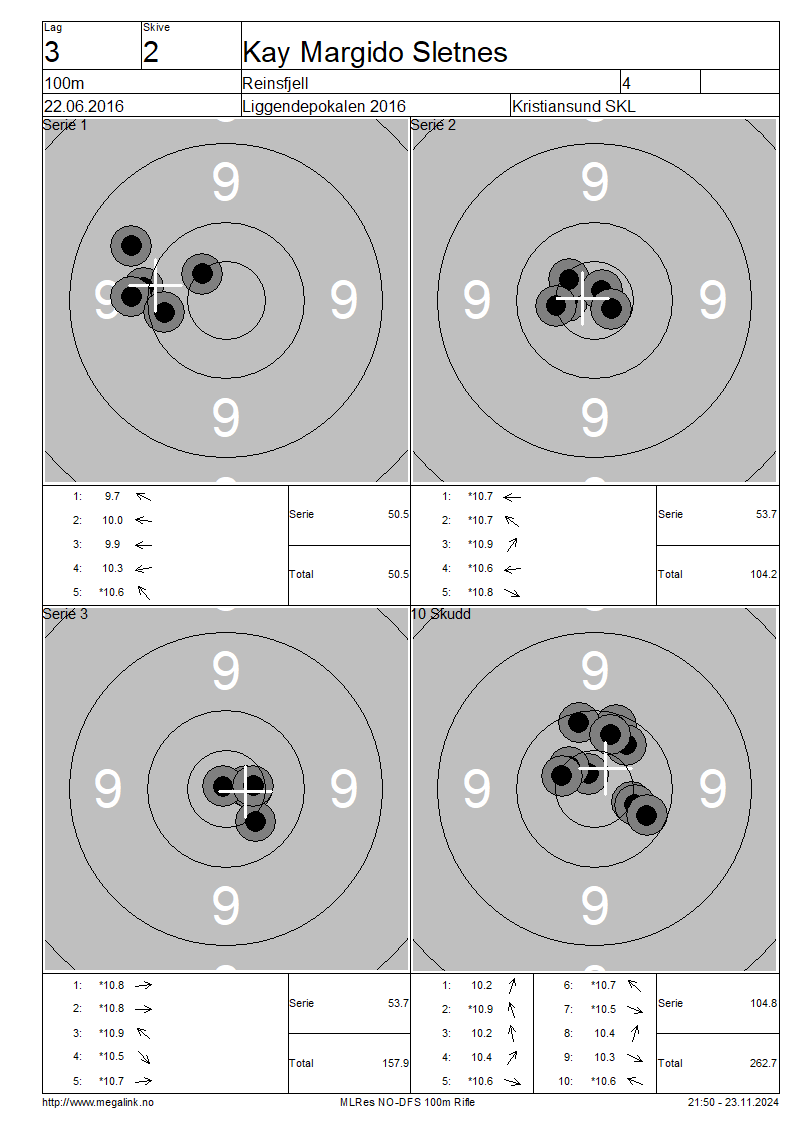 Lag Skive
3 2 Kay Margido Sletnes
100m Reinsfjell 4
22.06.2016 Liggendepokalen 2016 Kristiansund SKL
Serie 1 Serie 2
9 9
9 9 9 9
9 9
1: 9.7 1: *10.7
2: 10.0 Serie 50.5 2: *10.7 Serie 53.7
3: 9.9 3: *10.9
4: 10.3 Total 50.5 4: *10.6 Total 104.2
5: *10.6 5: *10.8
Serie 3 10 Skudd
9 9
9 9 9 9
9 9
1: *10.8 1: 10.2 6: *10.7
2: *10.8 Serie 53.7 2: *10.9 7: *10.5 Serie 104.8
3: *10.9 3: 10.2 8: 10.4
4: *10.5 Total 157.9 4: 10.4 9: 10.3 Total 262.7
5: *10.7 5: *10.6 10: *10.6
http://www.megalink.no MLRes NO-DFS 100m Rifle 21:50 - 23.11.2024